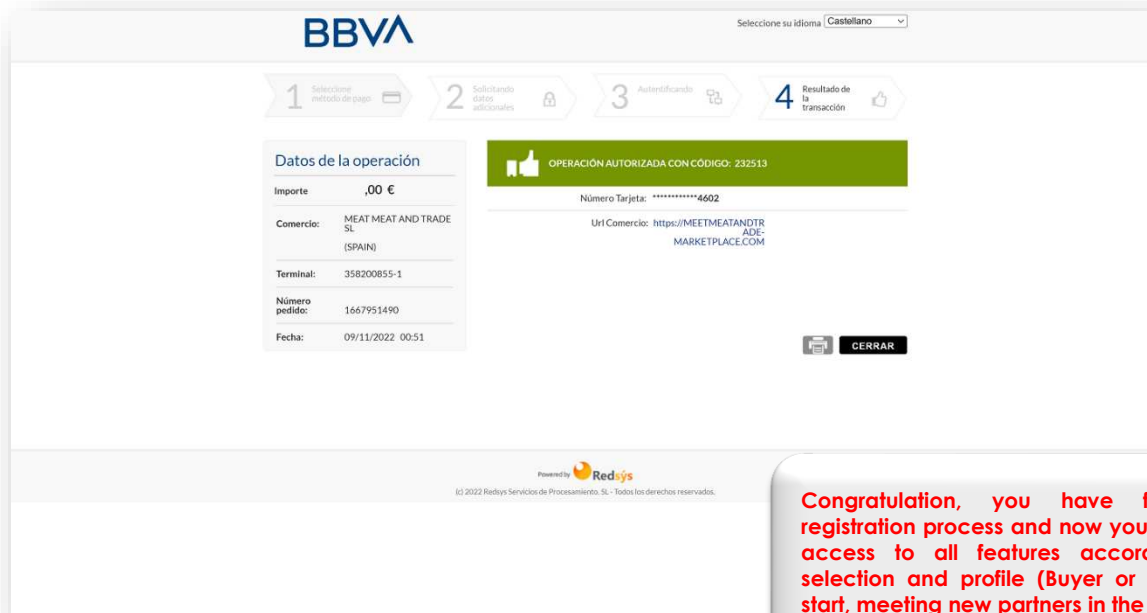 BBVA
Seleccione su idioma Castellano
1 Seleccione
método de pago
2 Solicitando
datos
adicionales
3 Autentificando
4 Resultado de
la
transacción
Datos de la operación
Importe ,00 €
Comercio: MEAT MEAT AND TRADE
SL
(SPAIN)
Terminal: 358200855-1
Número
pedido: 1667951490
Fecha: 09/11/2022 00:51
OPERACIÓN AUTORIZADA CON CÓDIGO: 232513
Número Tarjeta: ************4602
Url Comercio: https://MEETMEATANDTR
ADE-
MARKETPLACE.COM
CERRAR
Powered by Redsýs
(c) 2022 Redsys Servicios de Procesamiento. SL - Todos los derechos reservados.
Congratulation, you have
registration process and now you
access to all features
selection and profile (Buyer or
start, meeting new partners in the